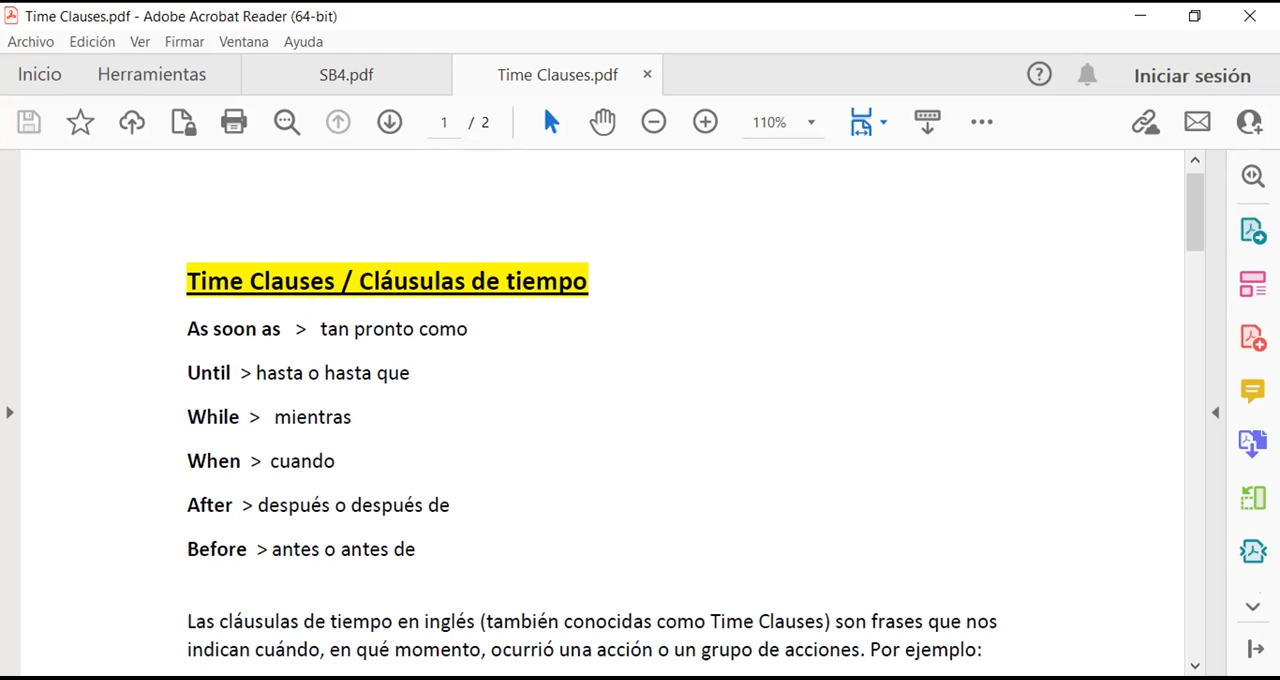 Time Clauses.pdf - Adobe Acrobat Reader (64-bit)
Archivo Edición Ver Firmar Ventana Ayuda
Inicio Herramientas SB4.pdf Time Clauses.pdf × ? Iniciar sesión
1 / 2 110%
Time Clauses / Cláusulas de tiempo
As soon as > tan pronto como
Until > hasta o hasta que
While > mientras
When > cuando
After > después o después de
Before > antes o antes de
Las cláusulas de tiempo en inglés (también conocidas como Time Clauses) son frases que nos
indican cuándo, en qué momento, ocurrió una acción o un grupo de acciones. Por ejemplo: